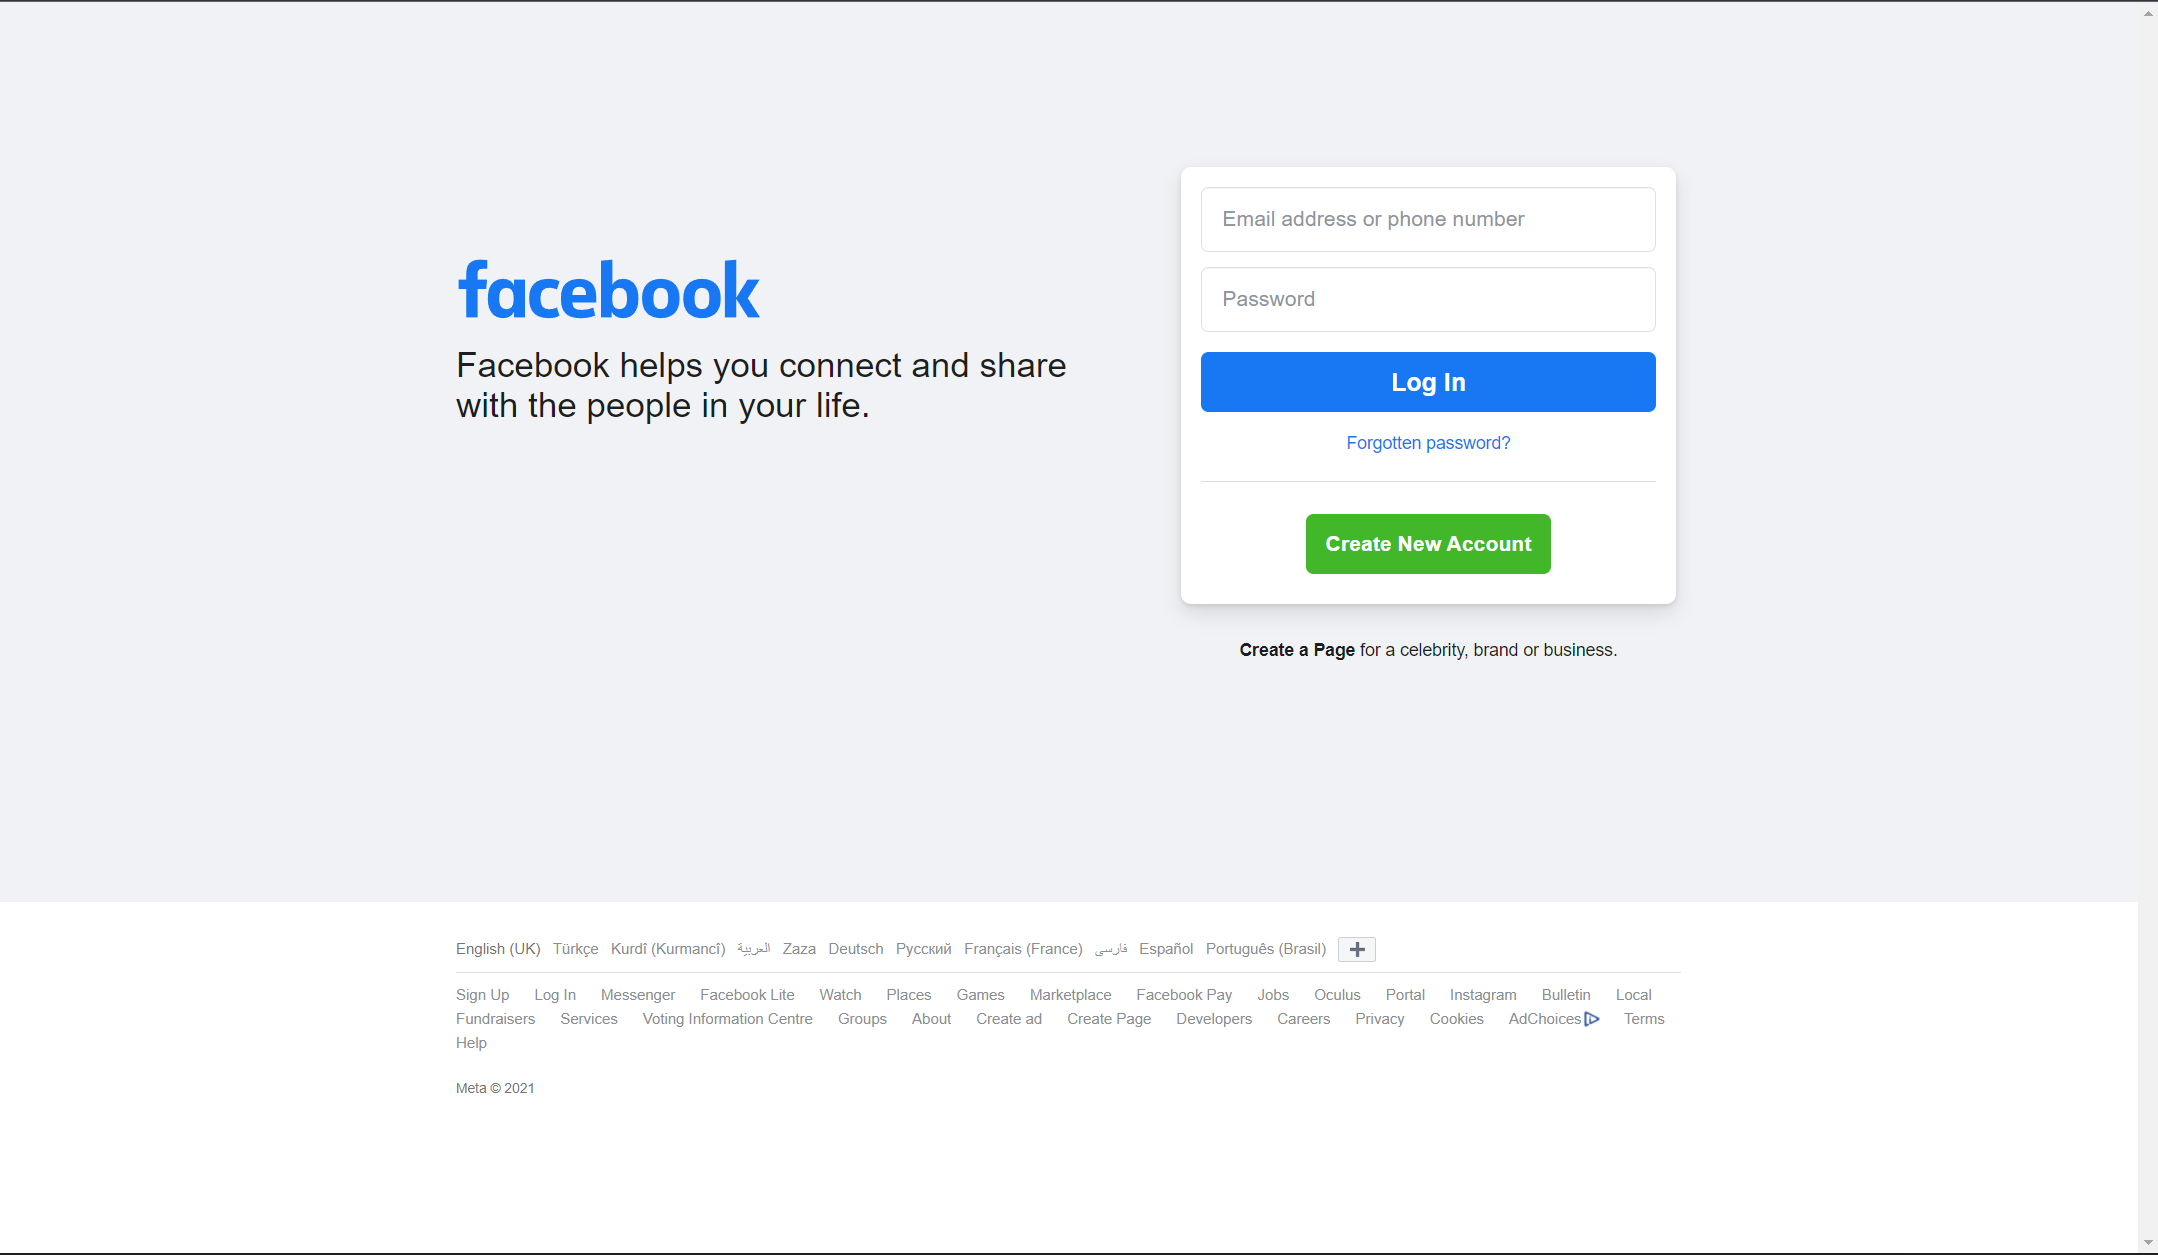 facebook
Facebook helps you connect and share
with the people in your life.
Email address or phone number
Password
Log In
Forgotten password?
Create New Account
Create a Page for a celebrity, brand or business.
English (UK) Türkçe Kurdî (Kurmancî) العربية Zaza Deutsch Русский Français (France) فارسی Español Português (Brasil)
Sign Up Log In Messenger Facebook Lite Watch Places Games Marketplace Facebook Pay Jobs Oculus Portal Instagram Bulletin Local
Fundraisers Services Voting Information Centre Groups About Create ad Create Page Developers Careers Privacy Cookies AdChoices Terms
Help
Meta © 2021